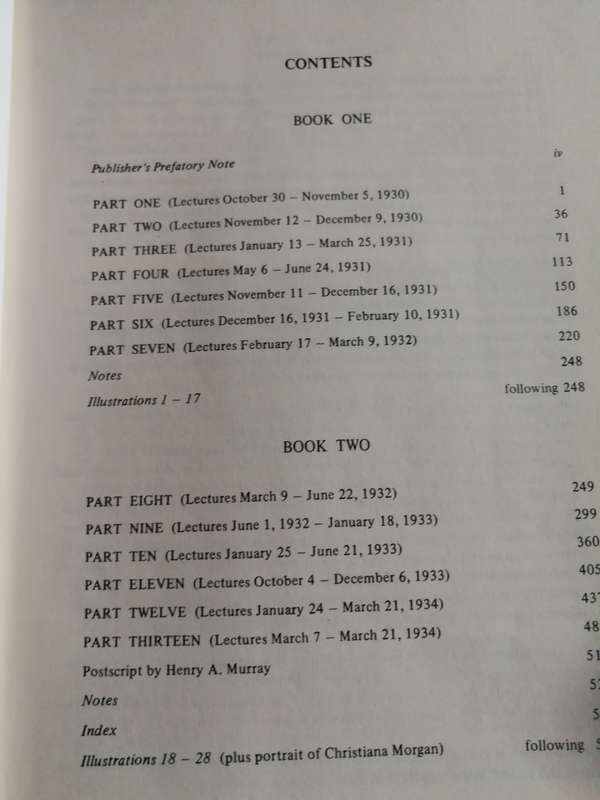 CONTENTS
BOOK ONE
Publisher's Prefatory Note iv
PART ONE (Lectures October 30 – November 5, 1930) 1
PART TWO (Lectures November 12 – December 9, 1930) 36
PART THREE (Lectures January 13 – March 25, 1931) 71
PART FOUR (Lectures May 6 – June 24, 1931) 113
PART FIVE (Lectures November 11 – December 16, 1931) 150
PART SIX (Lectures December 16, 1931 – February 10, 1931) 186
PART SEVEN (Lectures February 17 – March 9, 1932) 220
Notes 248
Illustrations 1 – 17 following 248
BOOK TWO
PART EIGHT (Lectures March 9 – June 22, 1932) 249
PART NINE (Lectures June 1, 1932 – January 18, 1933) 299
PART TEN (Lectures January 25 – June 21, 1933) 360
PART ELEVEN (Lectures October 4 – December 6, 1933) 405
PART TWELVE (Lectures January 24 – March 21, 1934)
PART THIRTEEN (Lectures March 7 – March 21, 1934)
Postscript by Henry A. Murray
Notes
Index
Illustrations 18 – 28 (plus portrait of Christiana Morgan) following